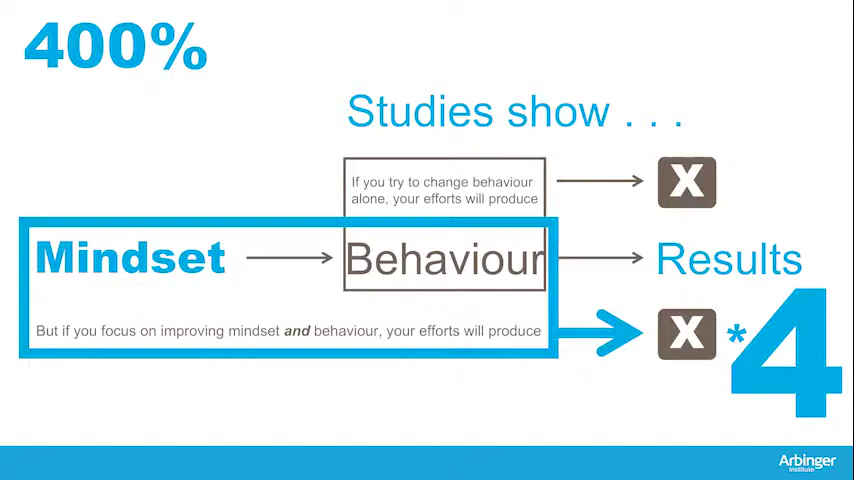 400%
Studies show . . .
If you try to change behaviour
alone, your efforts will produce
X
Mindset
Behaviour
Results
But if you focus on improving mindset and behaviour, your efforts will produce
X *4
Arbinger
Institute